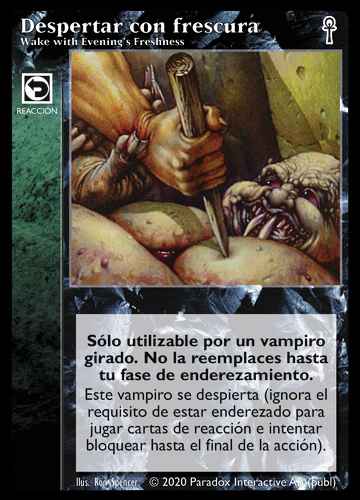 Despertar con frescura
Wake with Evening's Freshness
REACCIÓN
Sólo utilizable por un vampiro
girado. No la reemplaces hasta
tu fase de enderezamiento.
Este vampiro se despierta (ignora el
requisito de estar enderezado para
jugar cartas de reacción e intentar
bloquear hasta el final de la acción).
Ilus. Ron Spencer © 2020 Paradox Interactive AB (publ)